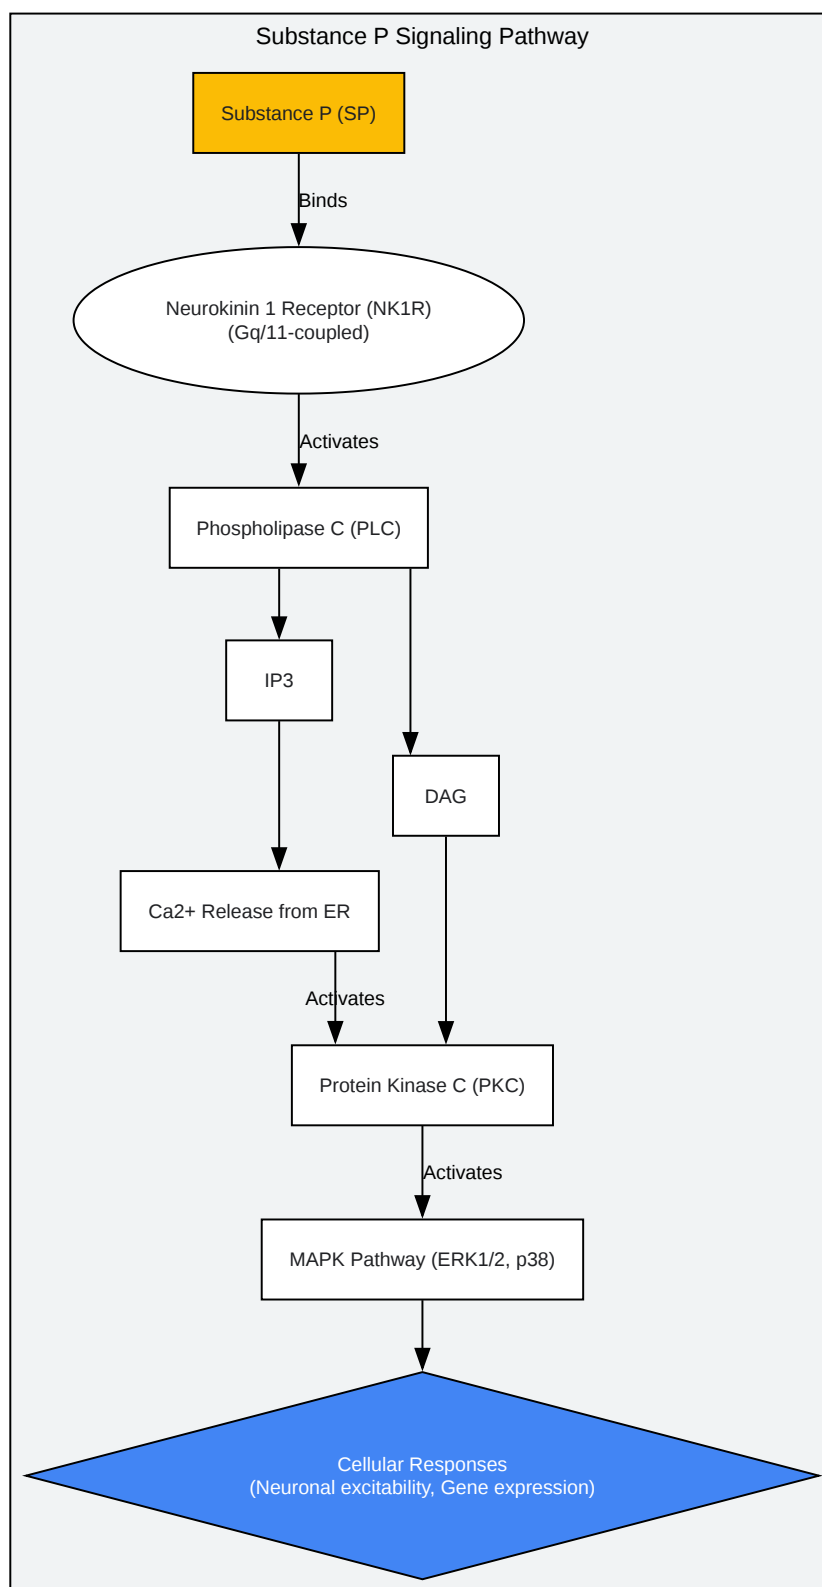 Substance P Signaling Pathway
Substance P (SP)
Binds
Neurokinin 1 Receptor (NK1R)
(Gq/11-coupled)
Activates
Phospholipase C (PLC)
IP3
DAG
Ca2+ Release from ER
Activates
Protein Kinase C (PKC)
Activates
MAPK Pathway (ERK1/2, p38)
Cellular Responses
(Neuronal excitability, Gene expression)